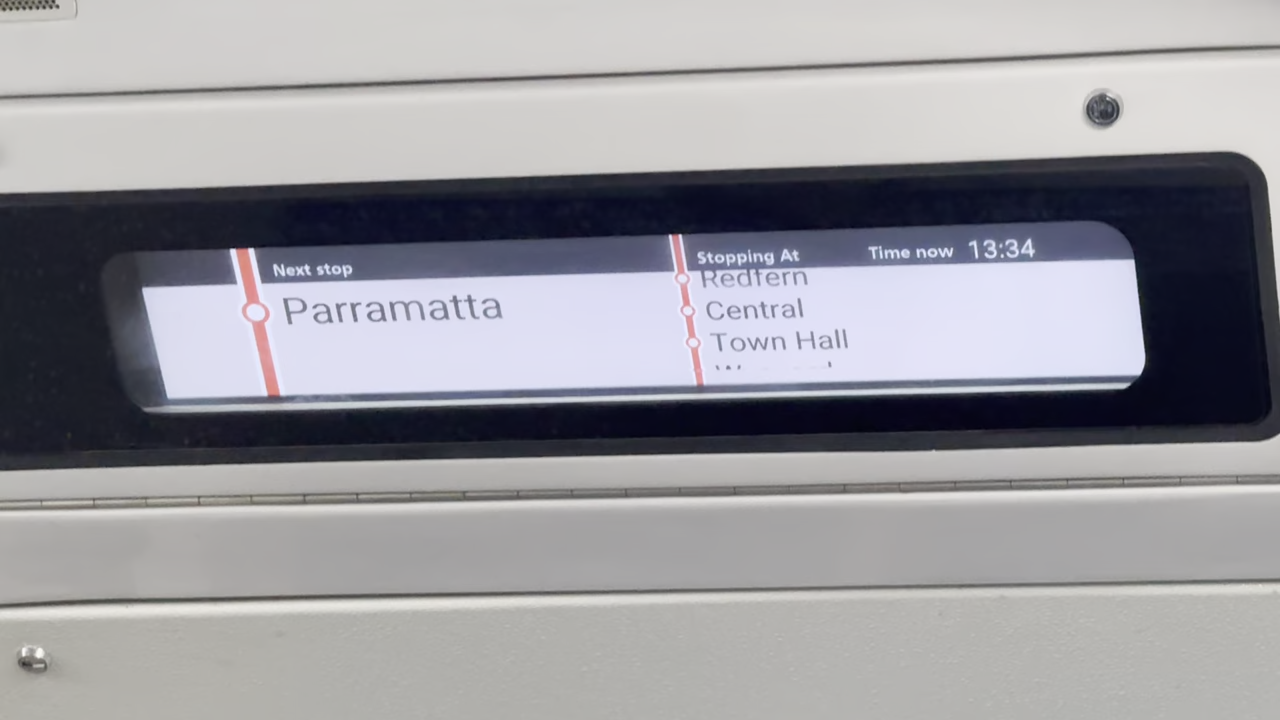 Next stop
Parramatta
Stopping At
Time now 13:34
Redfern
Central
Town Hall